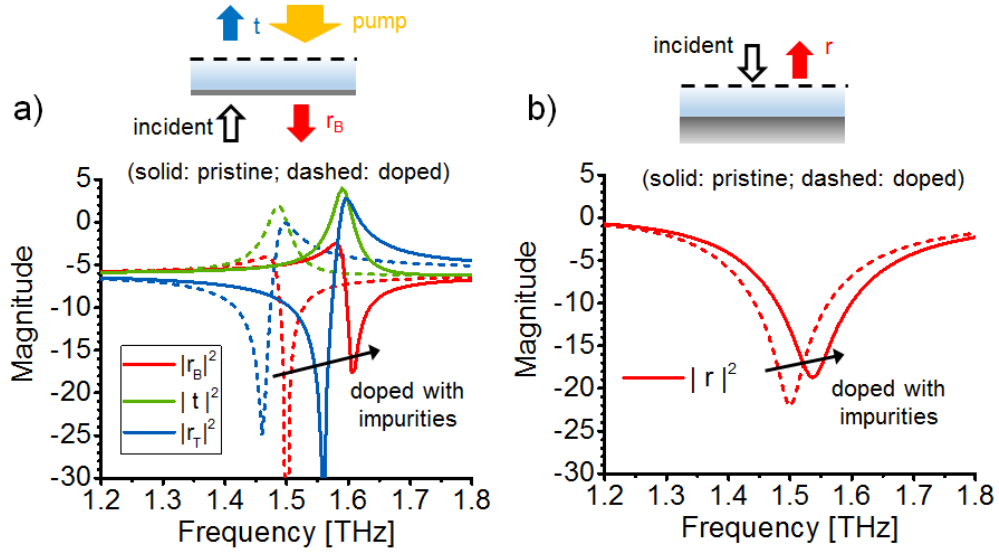 t
pump
a)
incident
r_B
(solid: pristine; dashed: doped)
5
0
-5
-10
-15
-20
-25
-30
Magnitude
|r_B|²
| t |²
|r_T|²
doped with
impurities
1.2 1.3 1.4 1.5 1.6 1.7 1.8
Frequency [THz]
b)
incident
r
(solid: pristine; dashed: doped)
5
0
-5
-10
-15
-20
-25
-30
Magnitude
| r |²
doped with
impurities
1.2 1.3 1.4 1.5 1.6 1.7 1.8
Frequency [THz]